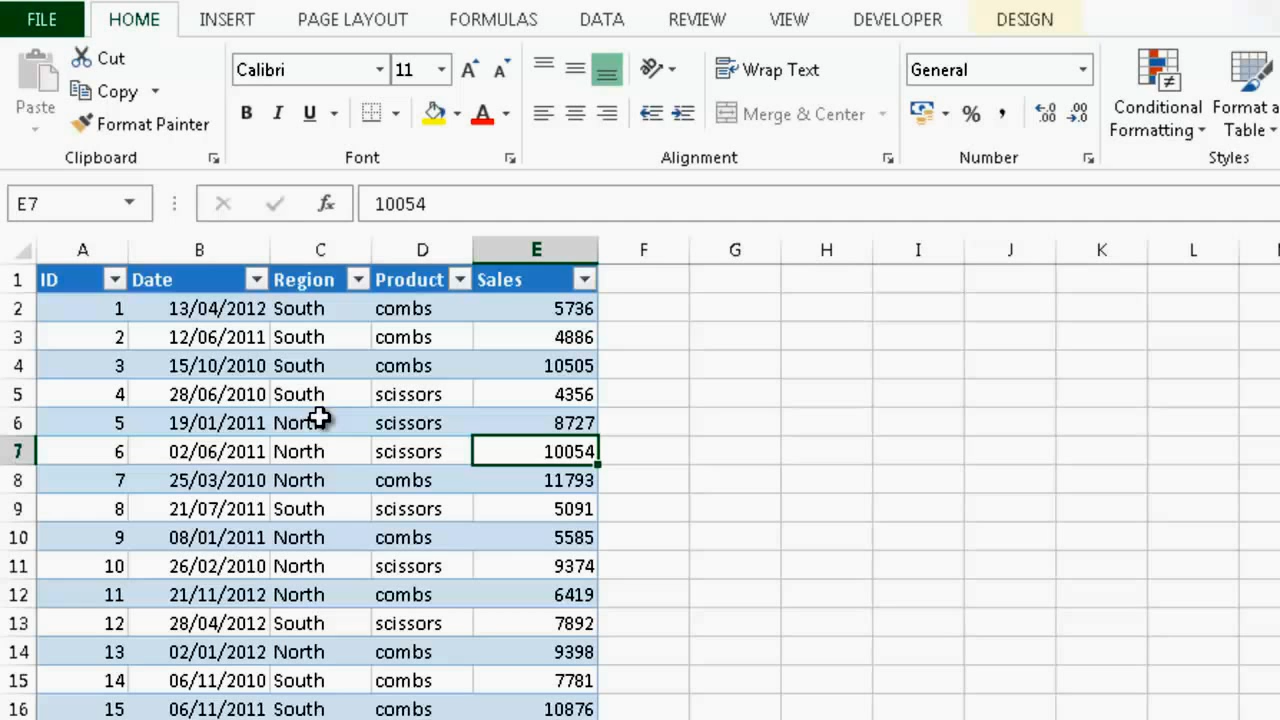 FILE HOME INSERT PAGE LAYOUT FORMULAS DATA REVIEW VIEW DEVELOPER DESIGN
Cut
Copy
Format Painter
Paste
Clipboard
Calibri 11
A A
B I U A
Font
Wrap Text
Merge & Center
Alignment
General
% ,
Number
Conditional
Formatting
Format a
Table
Styles
E7 fx 10054
A B C D E F G H I J K L
1 ID Date Region Product Sales
2 1 13/04/2012 South combs 5736
3 2 12/06/2011 South combs 4886
4 3 15/10/2010 South combs 10505
5 4 28/06/2010 South scissors 4356
6 5 19/01/2011 North scissors 8727
7 6 02/06/2011 North scissors 10054
8 7 25/03/2010 North combs 11793
9 8 21/07/2011 South scissors 5091
10 9 08/01/2011 North combs 5585
11 10 26/02/2010 North scissors 9374
12 11 21/11/2012 North combs 6419
13 12 28/04/2012 South scissors 7892
14 13 02/01/2012 North combs 9398
15 14 06/11/2010 South combs 7781
16 15 06/11/2011 South combs 10876